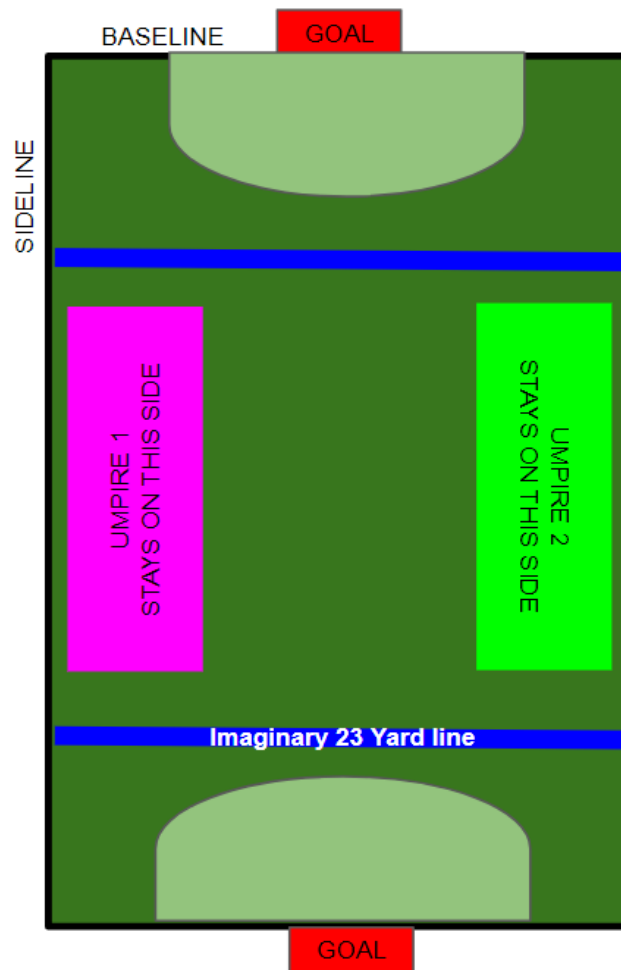 GOAL
BASELINE
SIDELINE
UMPIRE 1
STAYS ON THIS SIDE
UMPIRE 2
STAYS ON THIS SIDE
Imaginary 23 Yard line
GOAL